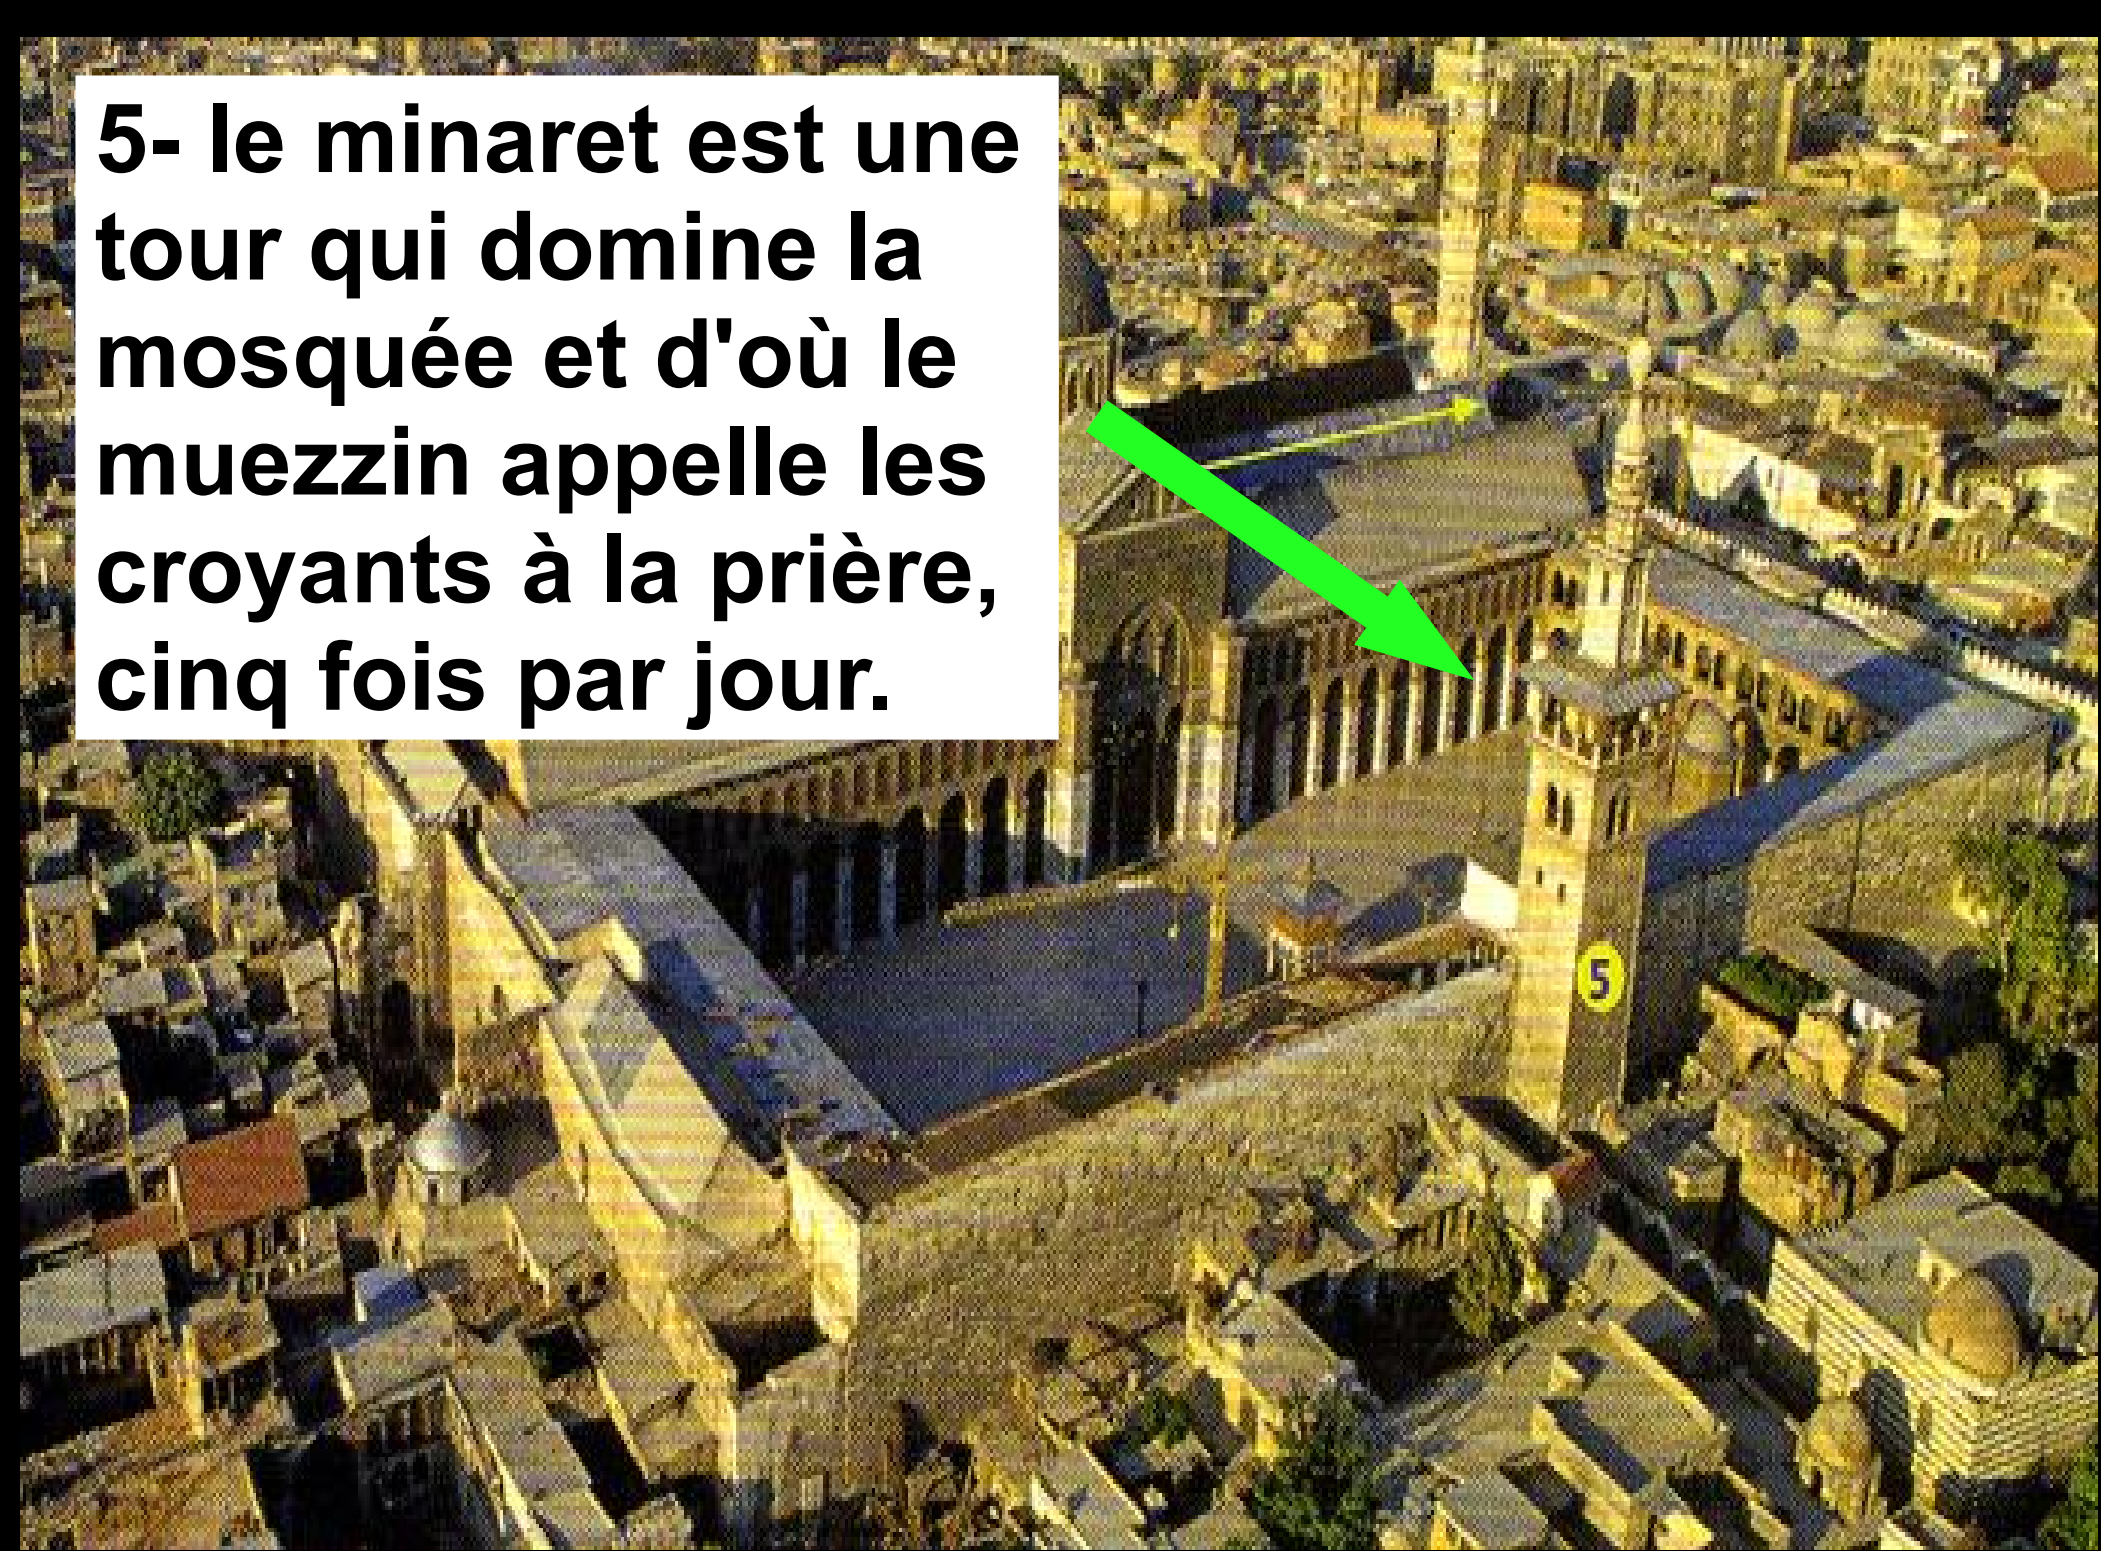 5- le minaret est une
tour qui domine la
mosquée et d'où le
muezzin appelle les
croyants à la prière,
cinq fois par jour.
5